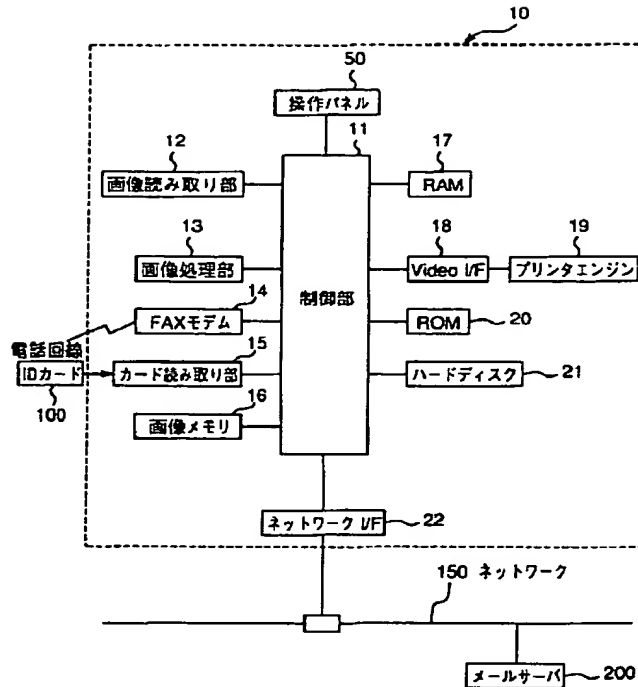 10
50
操作パネル
11
12
画像読み取り部
17
RAM
13
画像処理部
18
Video I/F
19
プリンタエンジン
制御部
14
FAXモデム
ROM
20
電話回線
15
IDカード
カード読み取り部
ハードディスク
21
100
16
画像メモリ
ネットワーク I/F
22
150 ネットワーク
メールサーバ
200